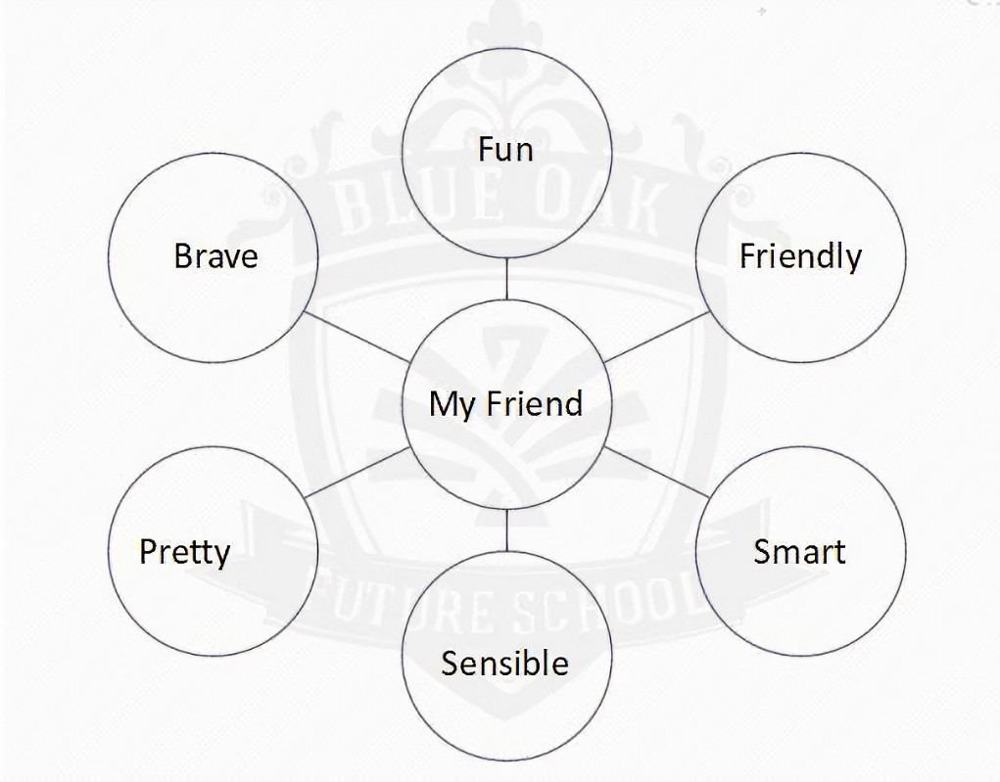 Fun
BLUE OAK
Brave
Friendly
My Friend
Pretty
Smart
FUTURE SCHOOL
Sensible